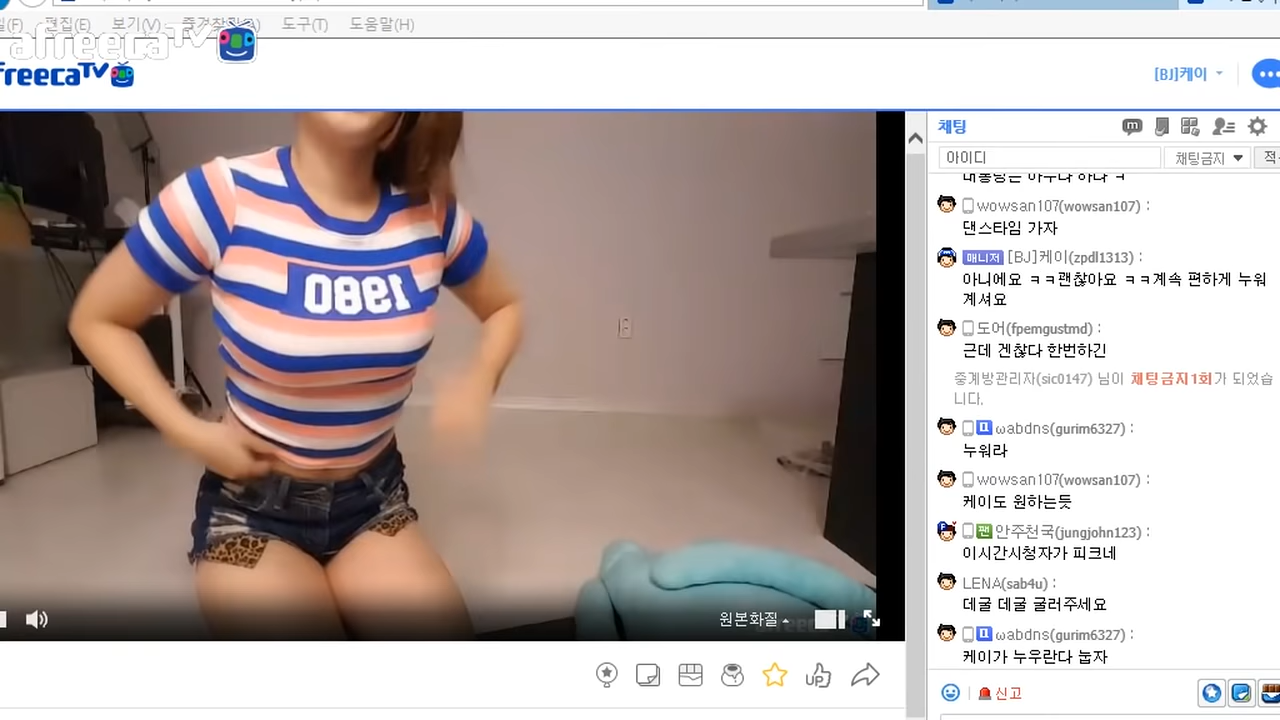 편집(E) 보기(V) 즐겨찾기(A) 도구(T) 도움말(H)
afreecaTV
freecaTV
[BJ]케이
1980
원본화질
채팅
아이디
채팅금지
wowsan107(wowsan107) :
댄스타임 가자
매니저 [BJ]케이(zpdl1313) :
아니에요 ㅋㅋ괜찮아요 ㅋㅋ계속 편하게 누워
계셔요
도어(fpemgustmd) :
근데 겐찮다 한번하긴
중계방관리자(sic0147) 님이 채팅금지1회가 되었습
니다.
ωabdns(gurim6327) :
누워라
wowsan107(wowsan107) :
케이도 원하는듯
팬 안주천국(jungjohn123) :
이시간시청자가 피크네
LENA(sab4u) :
데굴 데굴 굴러주세요
ωabdns(gurim6327) :
케이가 누우란다 눕자
UP
신고